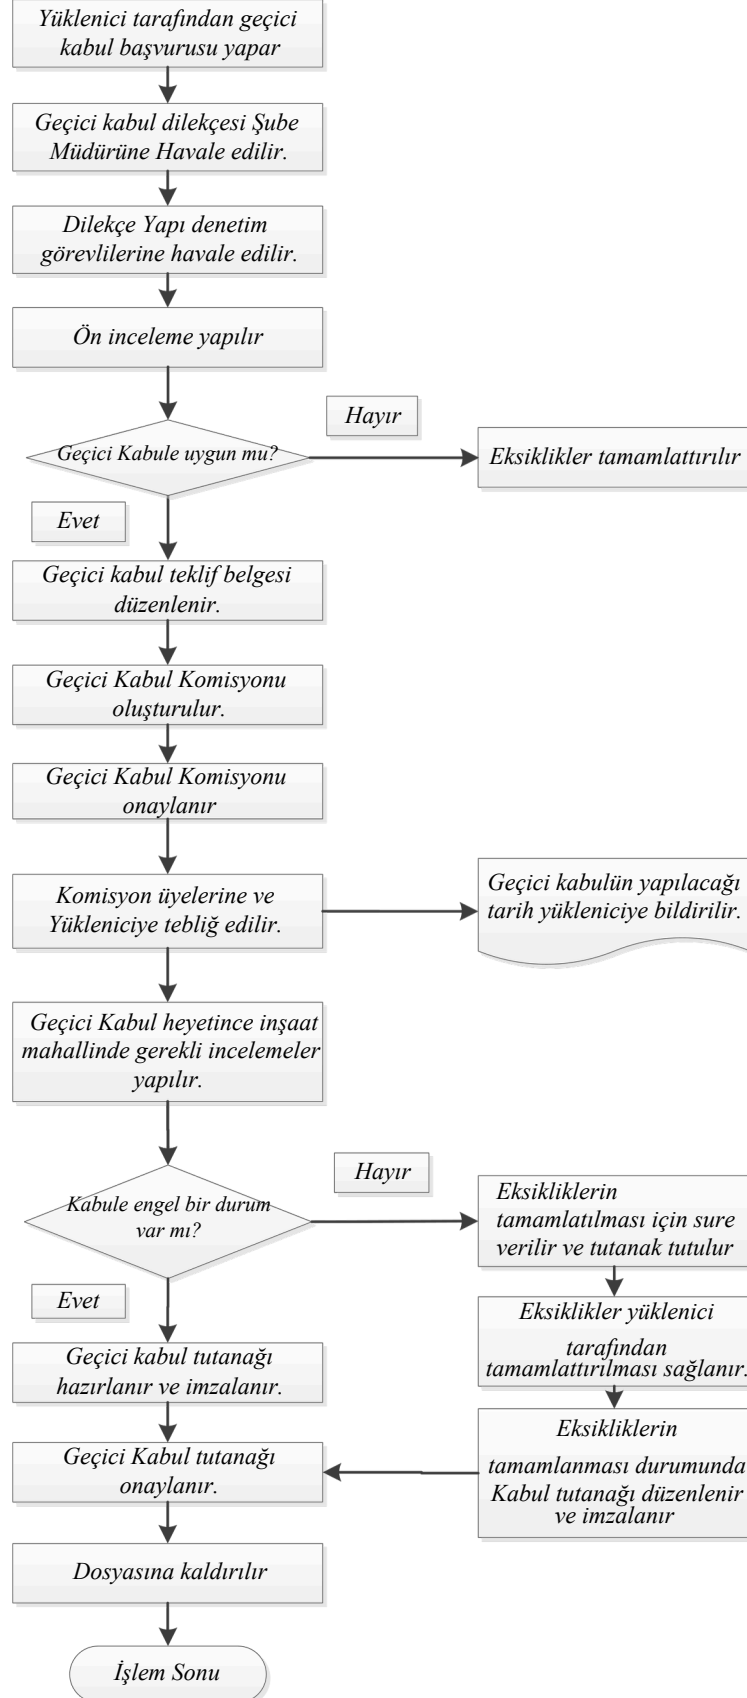 Yüklenici tarafından geçici
kabul başvurusu yapar
Geçici kabul dilekçesi Şube
Müdürüne Havale edilir.
Dilekçe Yapı denetim
görevlilerine havale edilir.
Ön inceleme yapılır
Geçici Kabule uygun mu?
Hayır
Eksiklikler tamamlattırılır
Evet
Geçici kabul teklif belgesi
düzenlenir.
Geçici Kabul Komisyonu
oluşturulur.
Geçici Kabul Komisyonu
onaylanır
Komisyon üyelerine ve
Yükleniciye tebliğ edilir.
Geçici kabulün yapılacağı
tarih yükleniciye bildirilir.
Geçici Kabul heyetince inşaat
mahallinde gerekli incelemeler
yapılır.
Kabule engel bir durum
var mı?
Hayır
Eksikliklerin
tamamlatılması için sure
verilir ve tutanak tutulur
Eksiklikler yüklenici
tarafından
tamamlattırılması sağlanır.
Eksikliklerin
tamamlanması durumunda
Kabul tutanağı düzenlenir
ve imzalanır
Evet
Geçici kabul tutanağı
hazırlanır ve imzalanır.
Geçici Kabul tutanağı
onaylanır.
Dosyasına kaldırılır
İşlem Sonu